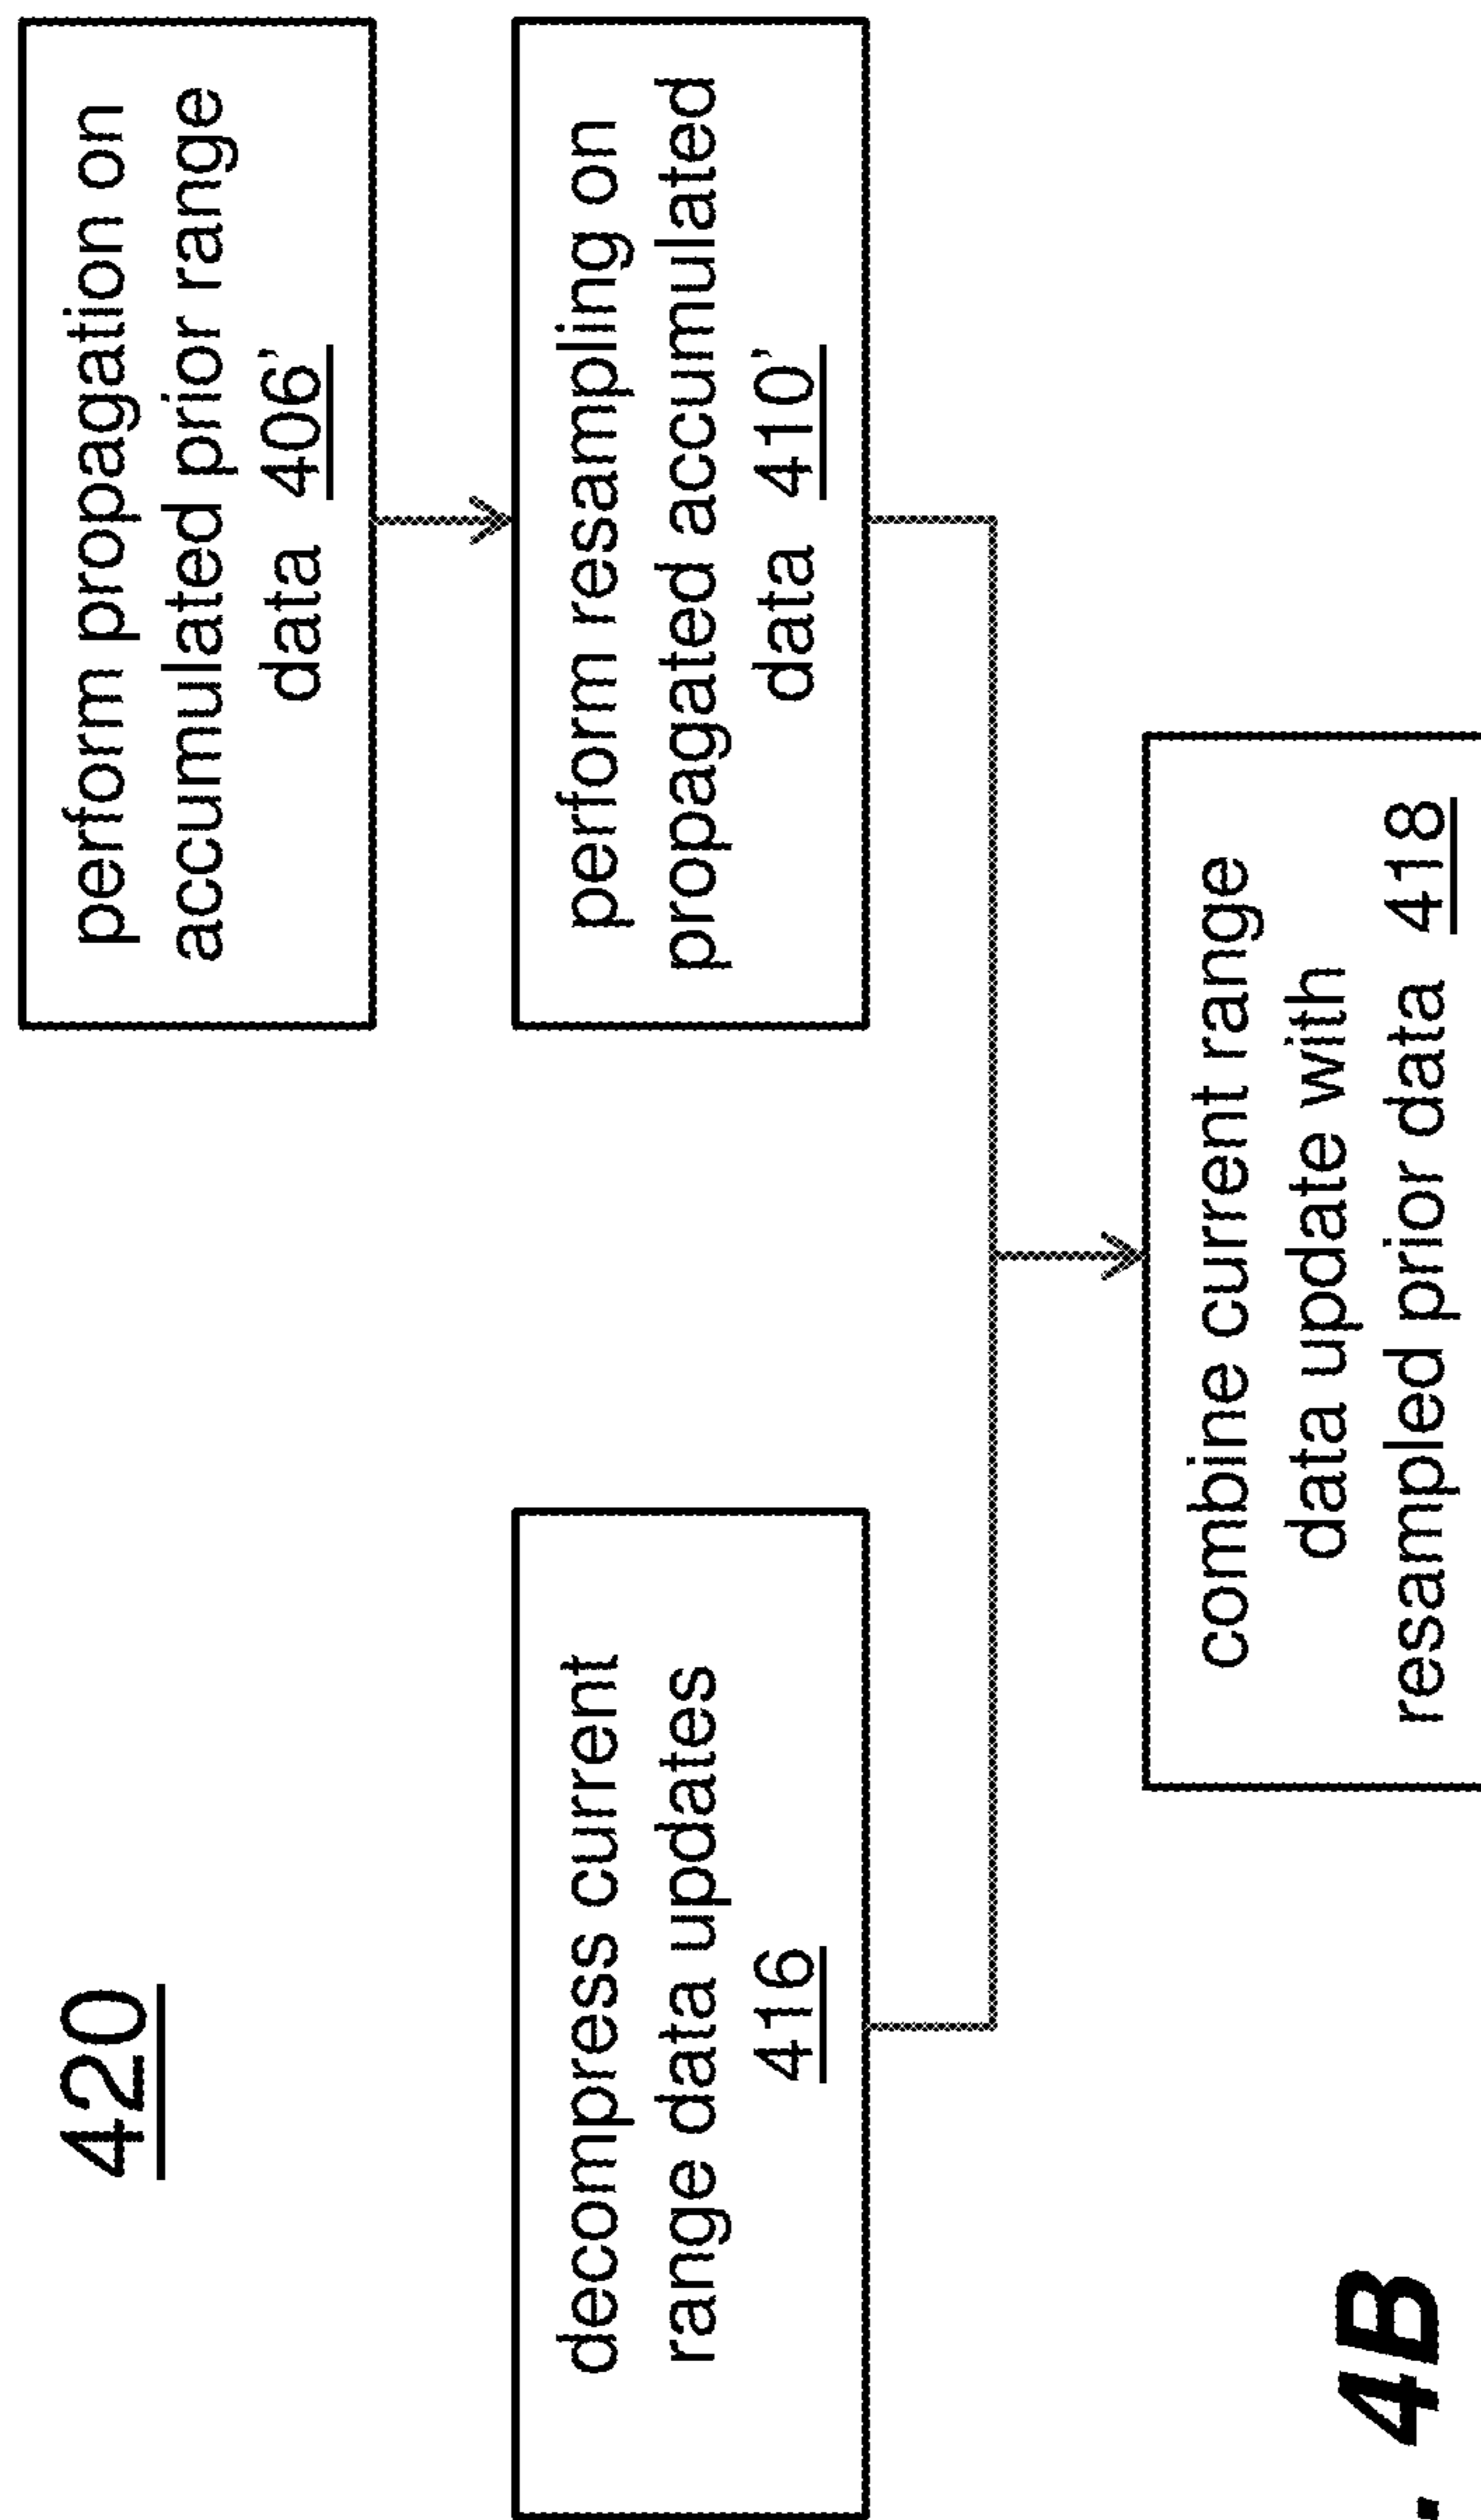 420
perform propagation on
accumulated prior range
data 406’
decompress current
range data updates
416
perform resampling on
propagated accumulated
data 410’
combine current range
data update with
resampled prior data 418
. 4B